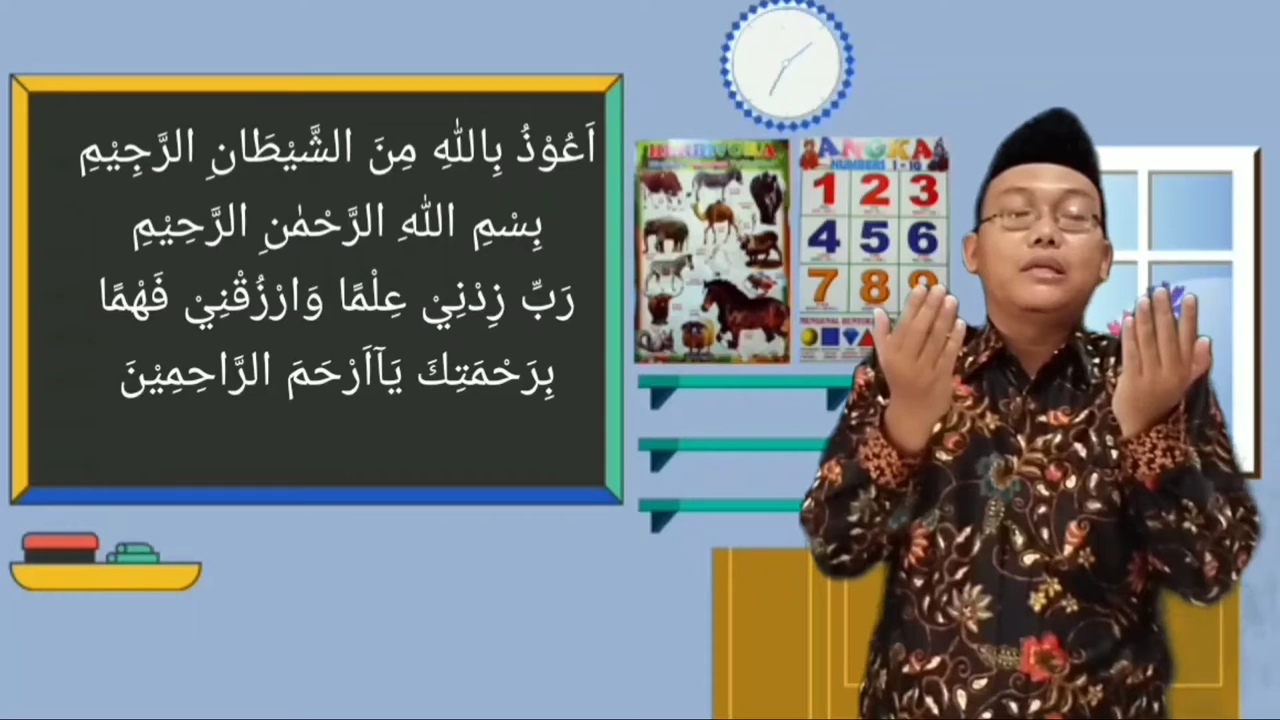 اَعُوْذُ بِاللّٰهِ مِنَ الشَّيْطَانِ الرَّجِيْمِ
بِسْمِ اللّٰهِ الرَّحْمٰنِ الرَّحِيْمِ
رَبِّ زِدْنِيْ عِلْمًا وَارْزُقْنِيْ فَهْمًا
بِرَحْمَتِكَ يَآاَرْحَمَ الرَّاحِمِيْنَ
ANGKA
NUMBERS 1-10
1 2 3
4 5 6
7 8 9